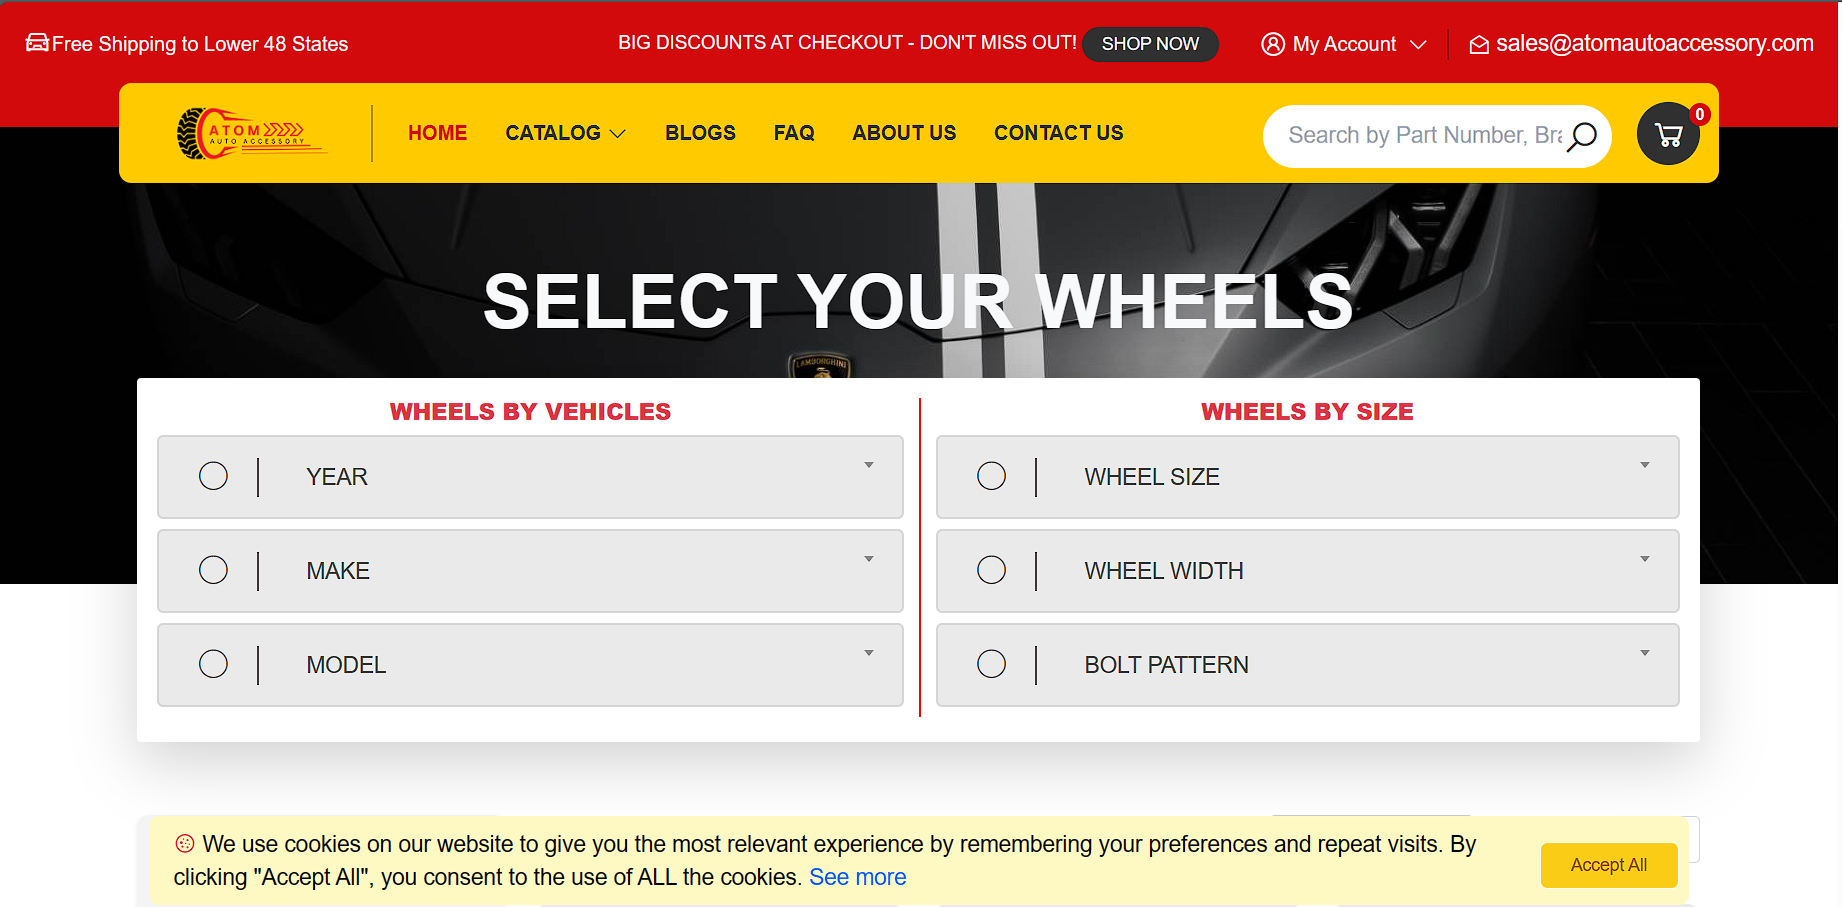 Free Shipping to Lower 48 States
BIG DISCOUNTS AT CHECKOUT - DON'T MISS OUT! SHOP NOW
My Account
sales@atomautoaccessory.com
ATOM
AUTO ACCESSORY
HOME
CATALOG
BLOGS
FAQ
ABOUT US
CONTACT US
Search by Part Number, Bra
0
SELECT YOUR WHEELS
LAMBORGHINI
WHEELS BY VEHICLES
YEAR
MAKE
MODEL
WHEELS BY SIZE
WHEEL SIZE
WHEEL WIDTH
BOLT PATTERN
We use cookies on our website to give you the most relevant experience by remembering your preferences and repeat visits. By
clicking "Accept All", you consent to the use of ALL the cookies. See more
Accept All